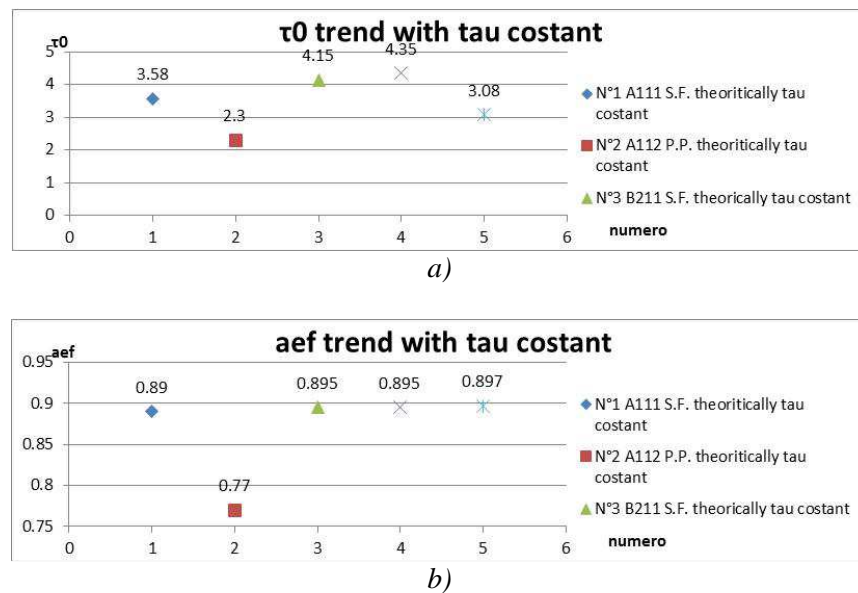 τ0 trend with tau costant
τ0
5
4
3
2
1
0
3.58
2.3
4.15
4.35
3.08
0 1 2 3 4 5 6
numero
N°1 A111 S.F. theoritically tau
costant
N°2 A112 P.P. theoritically tau
costant
N°3 B211 S.F. theorically tau costant
a)
aef trend with tau costant
aef
0.95
0.9
0.85
0.8
0.75
0.89
0.77
0.895
0.895
0.897
0 1 2 3 4 5 6
numero
N°1 A111 S.F. theoritically tau
costant
N°2 A112 P.P. theoritically tau
costant
N°3 B211 S.F. theorically tau costant
b)